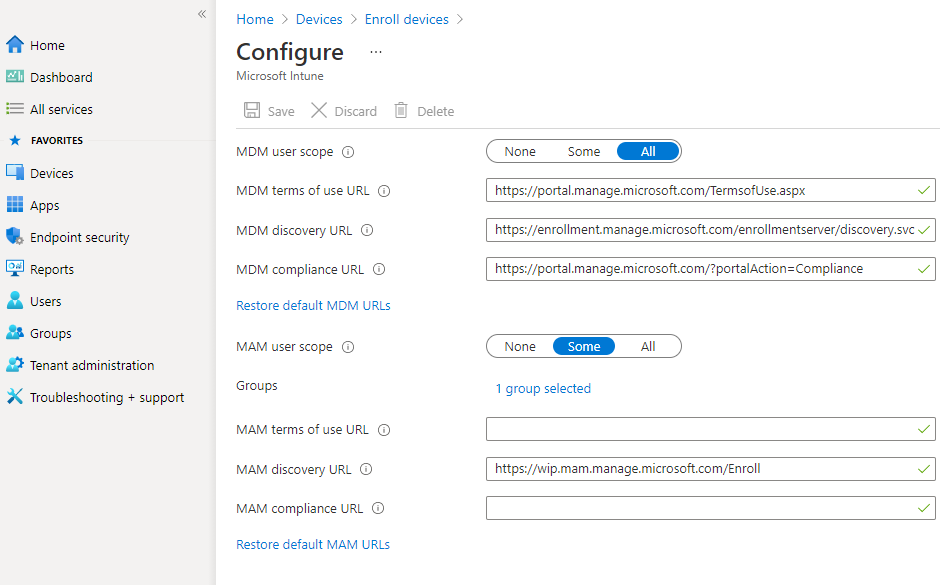 «
Home
Dashboard
All services
FAVORITES
Devices
Apps
Endpoint security
Reports
Users
Groups
Tenant administration
Troubleshooting + support
Home > Devices > Enroll devices >
Configure ...
Microsoft Intune
Save Discard Delete
MDM user scope None Some All
MDM terms of use URL https://portal.manage.microsoft.com/TermsofUse.aspx
MDM discovery URL https://enrollment.manage.microsoft.com/enrollmentserver/discovery.svc
MDM compliance URL https://portal.manage.microsoft.com/?portalAction=Compliance
Restore default MDM URLs
MAM user scope None Some All
Groups 1 group selected
MAM terms of use URL
MAM discovery URL https://wip.mam.manage.microsoft.com/Enroll
MAM compliance URL
Restore default MAM URLs